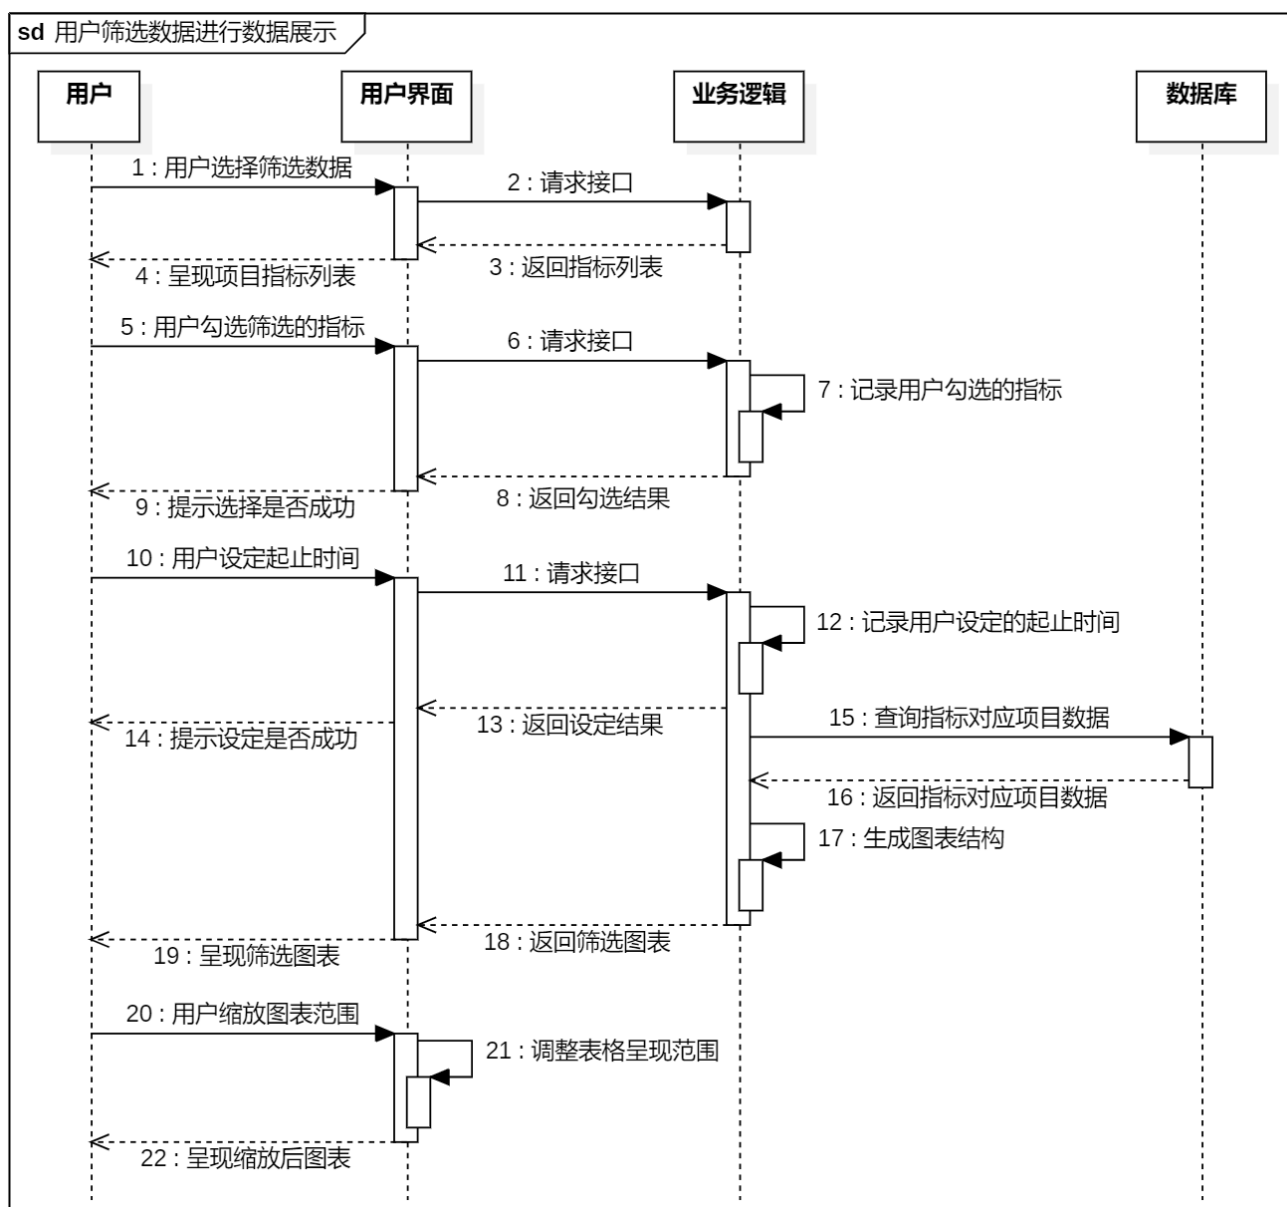 sd 用户筛选数据进行数据展示
用户
用户界面
业务逻辑
数据库
1 : 用户选择筛选数据
2 : 请求接口
3 : 返回指标列表
4 : 呈现项目指标列表
5 : 用户勾选筛选的指标
6 : 请求接口
7 : 记录用户勾选的指标
8 : 返回勾选结果
9 : 提示选择是否成功
10 : 用户设定起止时间
11 : 请求接口
12 : 记录用户设定的起止时间
13 : 返回设定结果
14 : 提示设定是否成功
15 : 查询指标对应项目数据
16 : 返回指标对应项目数据
17 : 生成图表结构
18 : 返回筛选图表
19 : 呈现筛选图表
20 : 用户缩放图表范围
21 : 调整表格呈现范围
22 : 呈现缩放后图表